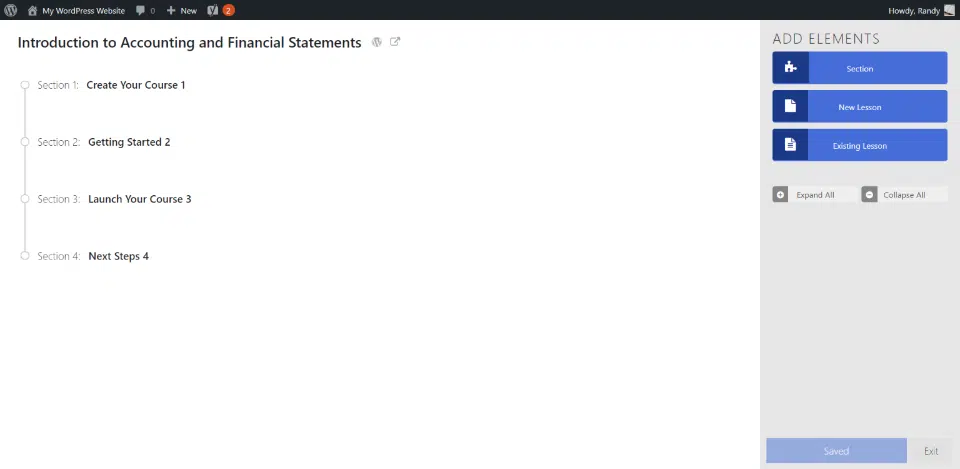 My WordPress Website 0 New 2 Howdy, Randy
Introduction to Accounting and Financial Statements
Section 1: Create Your Course 1
Section 2: Getting Started 2
Section 3: Launch Your Course 3
Section 4: Next Steps 4
ADD ELEMENTS
Section
New Lesson
Existing Lesson
Expand All Collapse All
Saved Exit